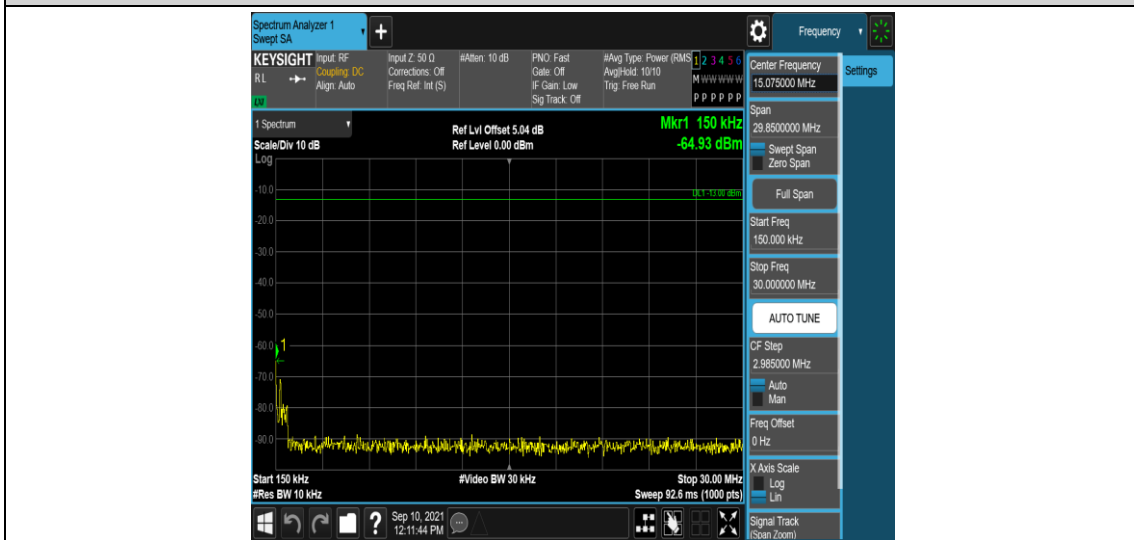 Spectrum Analyzer 1
Swept SA
+
Frequency
KEYSIGHT
RL
Input: RF
Coupling: DC
Align: Auto
Input Z: 50 Ω
Corrections: Off
Freq Ref: Int (S)
#Atten: 10 dB
PNO: Fast
Gate: Off
IF Gain: Low
Sig Track: Off
#Avg Type: Power (RMS
Avg|Hold: 10/10
Trig: Free Run
1 2 3 4 5 6
M W W W W W
P P P P P P
1 Spectrum
Scale/Div 10 dB
Ref Lvl Offset 5.04 dB
Ref Level 0.00 dBm
Mkr1 150 kHz
-64.93 dBm
Log
DL1 -13.00 dBm
-10.0
-20.0
-30.0
-40.0
-50.0
-60.0
1
-70.0
-80.0
-90.0
Start 150 kHz
#Video BW 30 kHz
Stop 30.00 MHz
#Res BW 10 kHz
Sweep 92.6 ms (1000 pts)
?
Sep 10, 2021
12:11:44 PM
Center Frequency
15.075000 MHz
Settings
Span
29.8500000 MHz
Swept Span
Zero Span
Full Span
Start Freq
150.000 kHz
Stop Freq
30.000000 MHz
AUTO TUNE
CF Step
2.985000 MHz
Auto
Man
Freq Offset
0 Hz
X Axis Scale
Log
Lin
Signal Track
(Span Zoom)